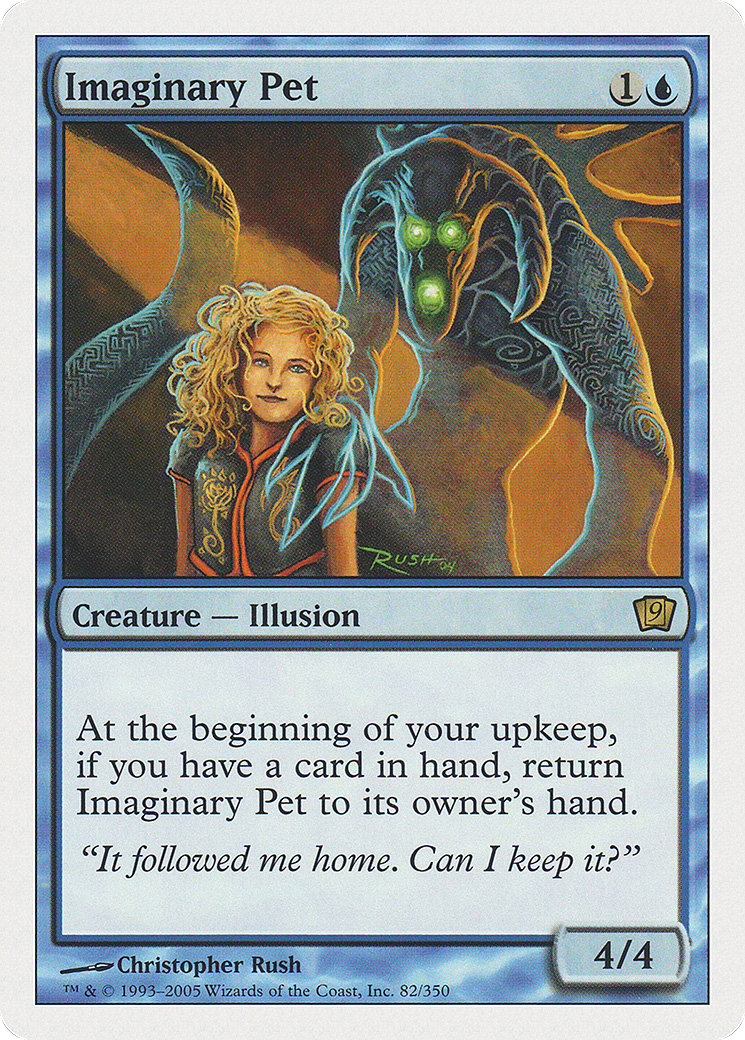 Imaginary Pet 1
RUSH 04
Creature — Illusion 9
At the beginning of your upkeep,
if you have a card in hand, return
Imaginary Pet to its owner's hand.
“It followed me home. Can I keep it?”
4/4
Christopher Rush
™ & © 1993–2005 Wizards of the Coast, Inc. 82/350